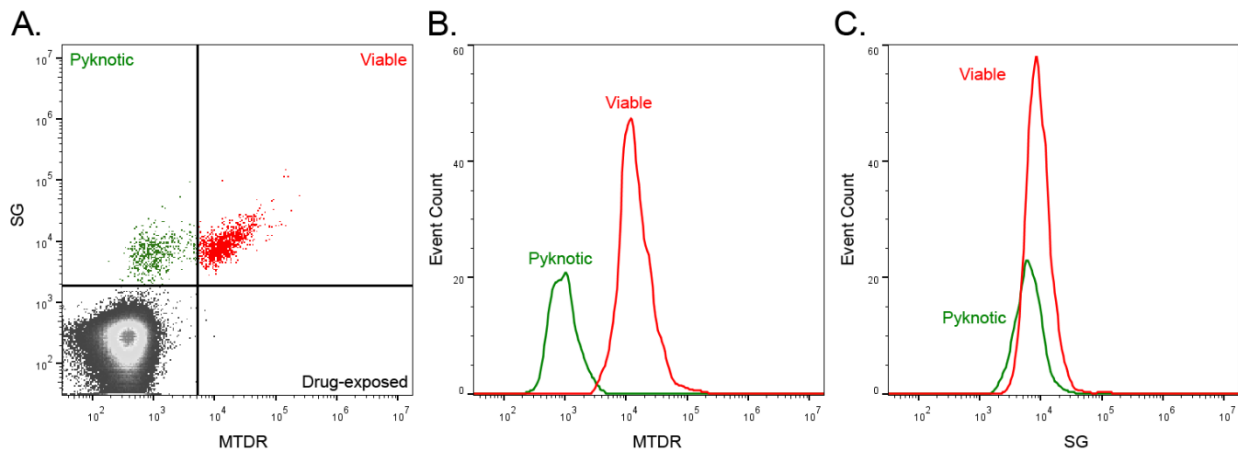 A.
Pyknotic Viable
10^7
10^6
10^5
10^4
10^3
10^2
SG
Drug-exposed
10^2 10^3 10^4 10^5 10^6 10^7
MTDR
B.
60
40
20
0
Event Count
Viable
Pyknotic
10^2 10^3 10^4 10^5 10^6 10^7
MTDR
C.
60
40
20
0
Event Count
Viable
Pyknotic
10^2 10^3 10^4 10^5 10^6 10^7
SG